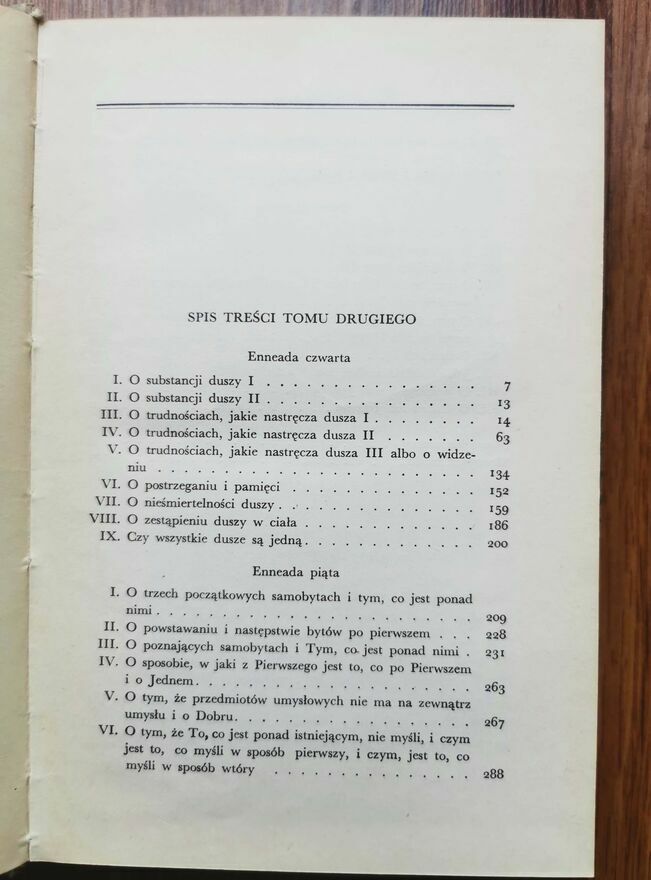 SPIS TREŚCI TOMU DRUGIEGO
Enneada czwarta
I. O substancji duszy I . . . . . . . . . . . . . . . . 7
II. O substancji duszy II . . . . . . . . . . . . . . . . 13
III. O trudnościach, jakie nastręcza dusza I . . . . . . . . 14
IV. O trudnościach, jakie nastręcza dusza II . . . . . . . 63
V. O trudnościach, jakie nastręcza dusza III albo o widze-
niu . . . . . . . . . . . . . . . . . . . . . . . . 134
VI. O postrzeganiu i pamięci . . . . . . . . . . . . . . 152
VII. O nieśmiertelności duszy . . . . . . . . . . . . . . 159
VIII. O zestąpieniu duszy w ciała . . . . . . . . . . . . . 186
IX. Czy wszystkie dusze są jedną . . . . . . . . . . . . . 200
Enneada piąta
I. O trzech początkowych samobytach i tym, co jest ponad
nimi . . . . . . . . . . . . . . . . . . . . . . . . 209
II. O powstawaniu i następstwie bytów po pierwszem . . . 228
III. O poznających samobytach i Tym, co jest ponad nimi . 231
IV. O sposobie, w jaki z Pierwszego jest to, co po Pierwszem
i o Jednem . . . . . . . . . . . . . . . . . . . . . 263
V. O tym, że przedmiotów umysłowych nie ma na zewnątrz
umysłu i o Dobru . . . . . . . . . . . . . . . . . . 267
VI. O tym, że To, co jest ponad istniejącym, nie myśli, i czym
jest to, co myśli w sposób pierwszy, i czym, jest to, co
myśli w sposób wtóry . . . . . . . . . . . . . . . 288